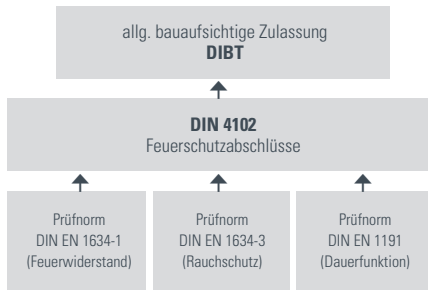 allg. bauaufsichtige Zulassung
DIBT
DIN 4102
Feuerschutzabschlüsse
Prüfnorm
DIN EN 1634-1
(Feuerwiderstand)
Prüfnorm
DIN EN 1634-3
(Rauchschutz)
Prüfnorm
DIN EN 1191
(Dauerfunktion)